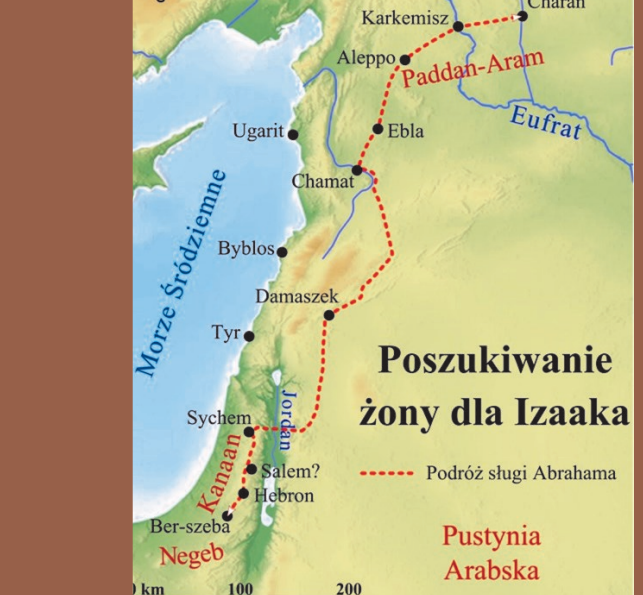 Charan
Karkemisz
Aleppo
Paddan-Aram
Eufrat
Ugarit
Ebla
Chamat
Morze Śródziemne
Byblos
Damaszek
Tyr
Poszukiwanie
żony dla Izaaka
Jordan
Sychem
Kanaan
Salem?
Podróż sługi Abrahama
Hebron
Ber-szeba
Negeb
Pustynia
Arabska
0 km 100 200